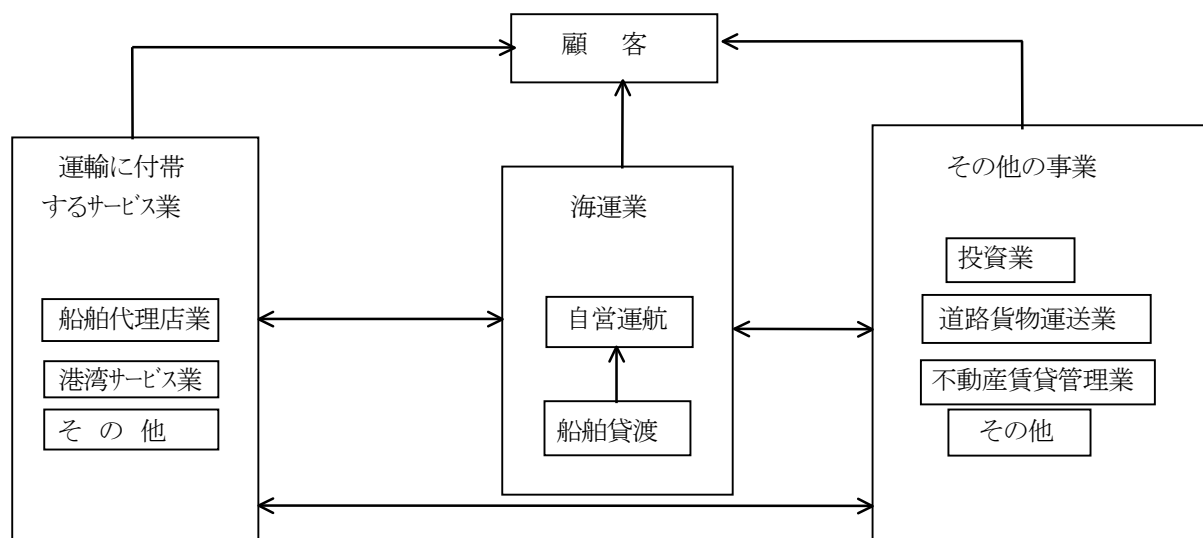 顧 客
運輸に付帯
するｻｰﾋﾞｽ業
船舶代理店業
港湾ｻｰﾋﾞｽ業
そ の 他
海運業
自営運航
船舶貸渡
その他の事業
投資業
道路貨物運送業
不動産賃貸管理業
その他